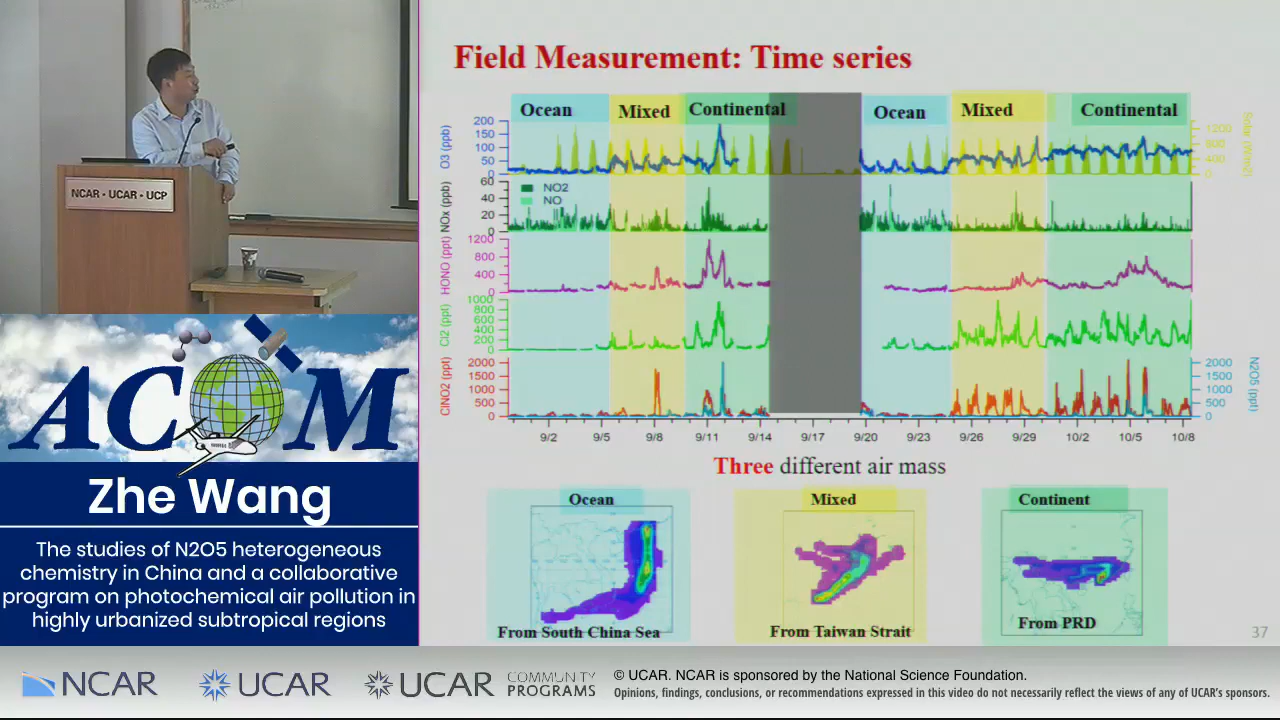 Field Measurement: Time series
Ocean
Mixed
Continental
Ocean
Mixed
Continental
O3 (ppb)
200
150
100
50
0
1200
800
400
0
Solar (W/m2)
NOx (ppb)
60
40
20
0
NO2
NO
HONO (ppt)
1200
800
400
0
Cl2 (ppt)
1000
800
600
400
200
0
ClNO2 (ppt)
2000
1500
1000
500
0
2000
1500
1000
500
0
N2O5 (ppt)
9/2 9/5 9/8 9/11 9/14 9/17 9/20 9/23 9/26 9/29 10/2 10/5 10/8
Three different air mass
Ocean
From South China Sea
Mixed
From Taiwan Strait
Continent
From PRD
37
NCAR • UCAR • UCP
ACOM
Zhe Wang
The studies of N2O5 heterogeneous
chemistry in China and a collaborative
program on photochemical air pollution in
highly urbanized subtropical regions
NCAR
UCAR
UCAR
COMMUNITY
PROGRAMS
© UCAR. NCAR is sponsored by the National Science Foundation.
Opinions, findings, conclusions, or recommendations expressed in this video do not necessarily reflect the views of any of UCAR's sponsors.